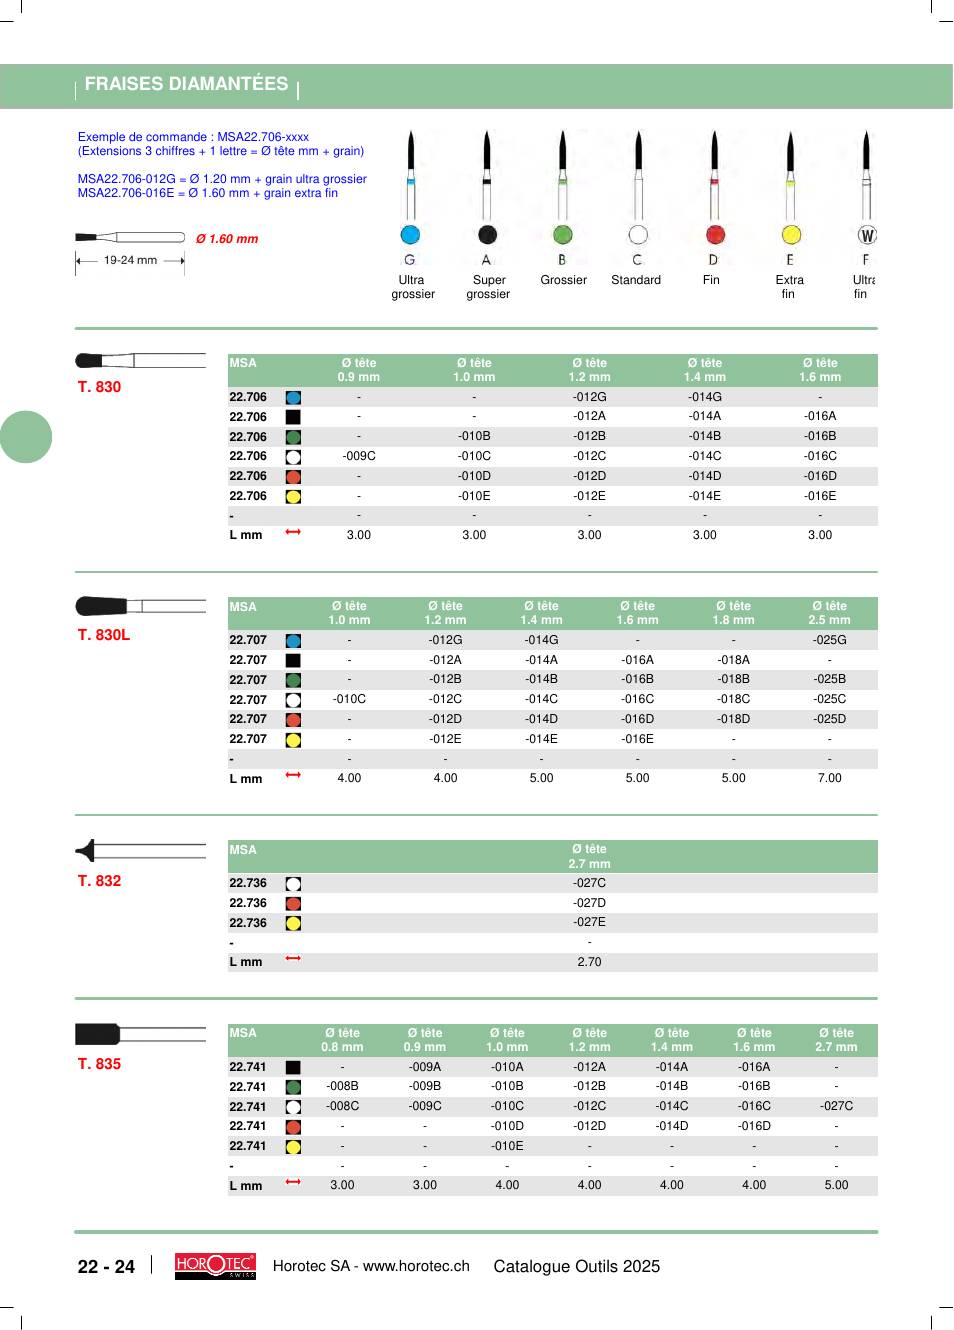 FRAISES DIAMANTÉES
Exemple de commande : MSA22.706-xxxx
(Extensions 3 chiffres + 1 lettre = Ø tête mm + grain)
MSA22.706-012G = Ø 1.20 mm + grain ultra grossier
MSA22.706-016E = Ø 1.60 mm + grain extra fin
Ø 1.60 mm
19-24 mm
W
G A B C D E F
Ultra grossier Super grossier Grossier Standard Fin Extra fin Ultra fin
T. 830
MSA Ø tête 0.9 mm Ø tête 1.0 mm Ø tête 1.2 mm Ø tête 1.4 mm Ø tête 1.6 mm
22.706 - - -012G -014G -
22.706 - - -012A -014A -016A
22.706 - -010B -012B -014B -016B
22.706 -009C -010C -012C -014C -016C
22.706 - -010D -012D -014D -016D
22.706 - -010E -012E -014E -016E
- - - - - -
L mm 3.00 3.00 3.00 3.00 3.00
T. 830L
MSA Ø tête 1.0 mm Ø tête 1.2 mm Ø tête 1.4 mm Ø tête 1.6 mm Ø tête 1.8 mm Ø tête 2.5 mm
22.707 - -012G -014G - - -025G
22.707 - -012A -014A -016A -018A -
22.707 - -012B -014B -016B -018B -025B
22.707 -010C -012C -014C -016C -018C -025C
22.707 - -012D -014D -016D -018D -025D
22.707 - -012E -014E -016E - -
- - - - - - -
L mm 4.00 4.00 5.00 5.00 5.00 7.00
T. 832
MSA Ø tête 2.7 mm
22.736 -027C
22.736 -027D
22.736 -027E
- -
L mm 2.70
T. 835
MSA Ø tête 0.8 mm Ø tête 0.9 mm Ø tête 1.0 mm Ø tête 1.2 mm Ø tête 1.4 mm Ø tête 1.6 mm Ø tête 2.7 mm
22.741 - -009A -010A -012A -014A -016A -
22.741 -008B -009B -010B -012B -014B -016B -
22.741 -008C -009C -010C -012C -014C -016C -027C
22.741 - - -010D -012D -014D -016D -
22.741 - - -010E - - - -
- - - - - - - -
L mm 3.00 3.00 4.00 4.00 4.00 4.00 5.00
22 - 24
HOROTEC
SWISS
Horotec SA - www.horotec.ch
Catalogue Outils 2025